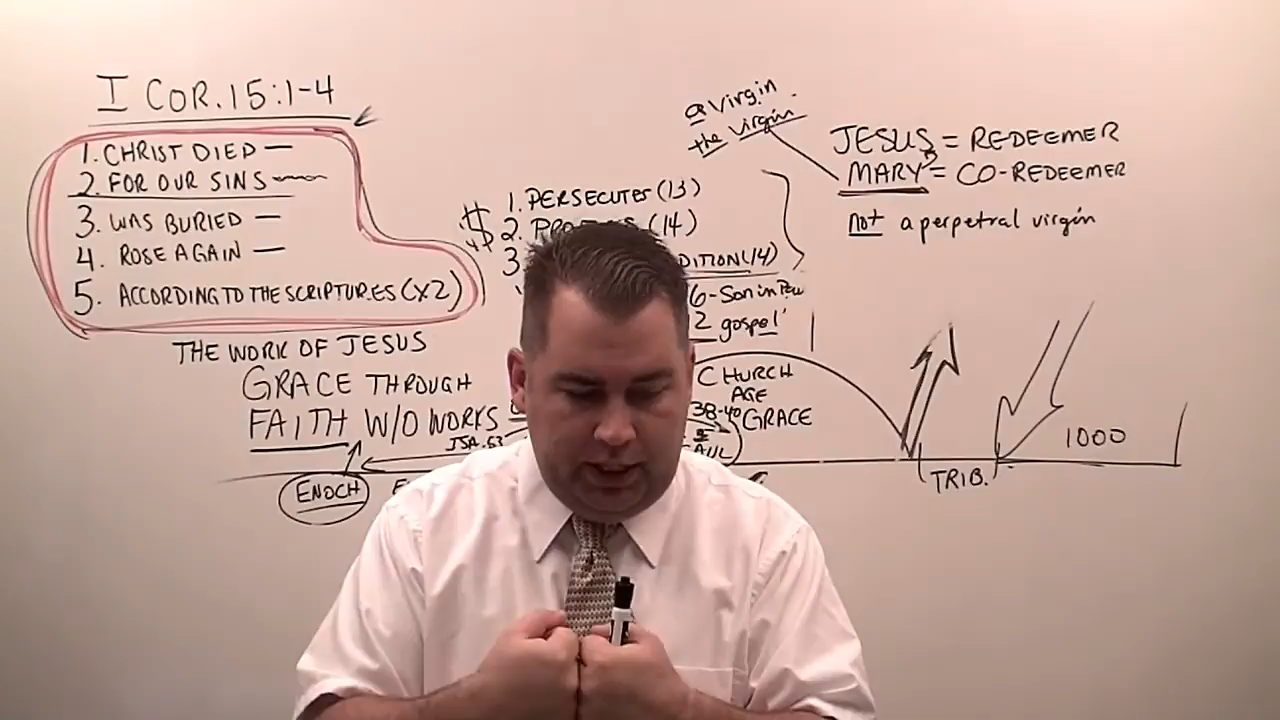 I COR. 15:1-4
1. CHRIST DIED —
2. FOR OUR SINS
3. WAS BURIED —
4. ROSE AGAIN —
5. ACCORDING TO THE SCRIPTURES (X2)
THE WORK OF JESUS
GRACE THROUGH
FAITH W/O WORKS
ISA. 53
ENOCH
$ 1. PERSECUTES (13)
2. (14)
3 DITION (14)
6-Son in
2 gospel'
CHURCH
AGE
38-40 GRACE
a virgin
the virgin
JESUS = REDEEMER
MARY = CO-REDEEMER
not a perpetral virgin
TRIB.
1000